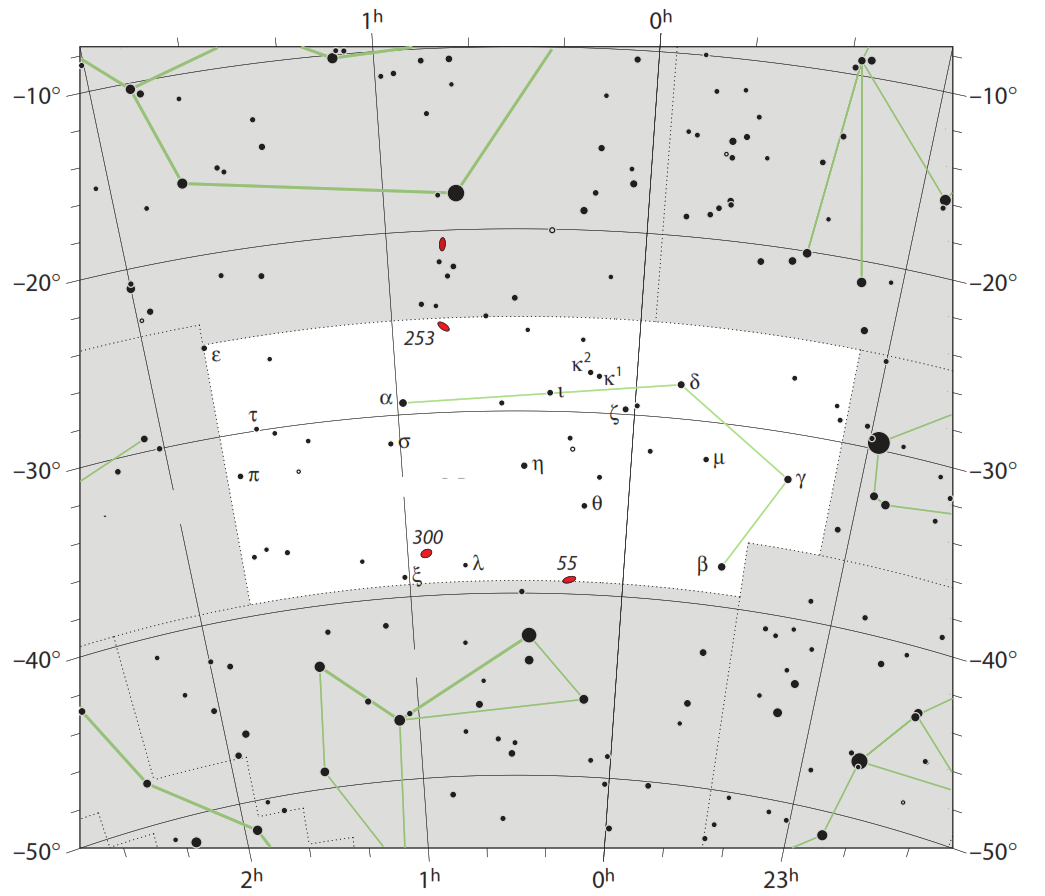 1ʰ 0ʰ
–10° –10°
–20° –20°
253
ε κ² κ¹ δ
α ι
τ ζ
σ
π η μ γ
θ
–30° –30°
300
ξ λ 55 β
–40° –40°
–50° –50°
2ʰ 1ʰ 0ʰ 23ʰ